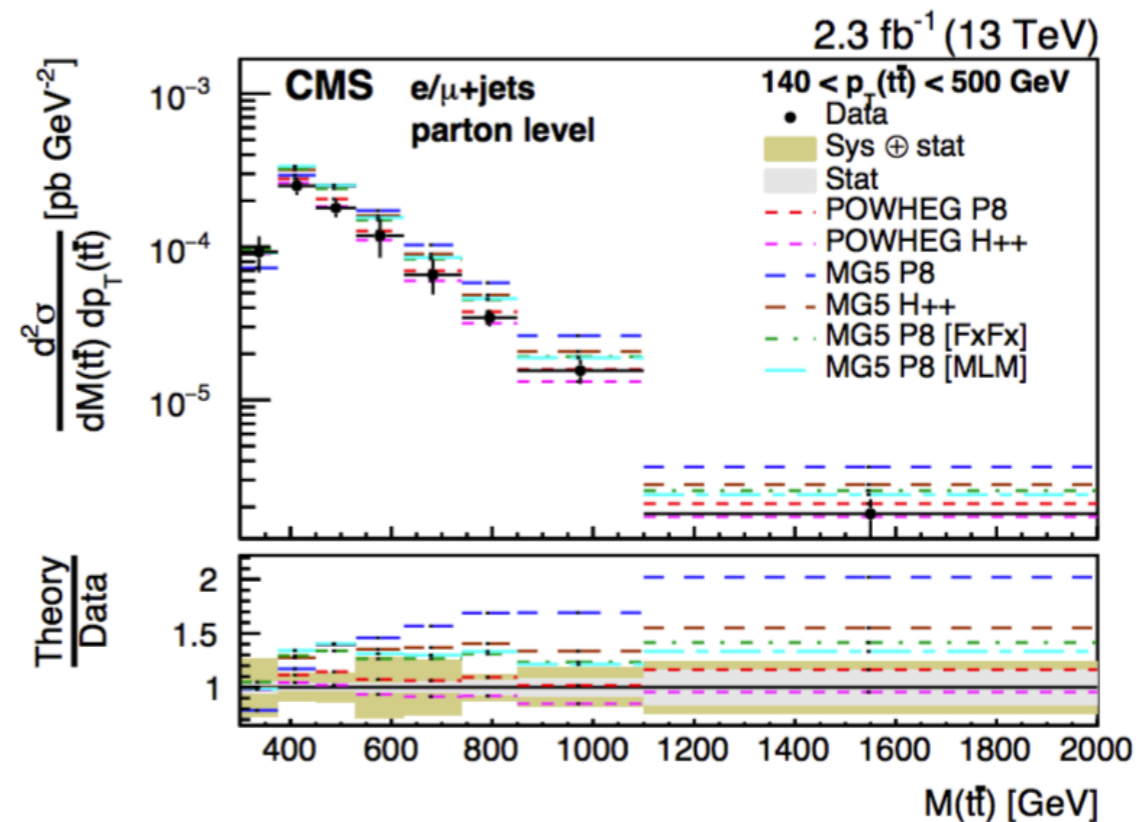 2.3 fb⁻¹ (13 TeV)
CMS e/μ+jets
parton level
140 < p_T(tt̄) < 500 GeV
Data
Sys ⊕ stat
Stat
POWHEG P8
POWHEG H++
MG5 P8
MG5 H++
MG5 P8 [FxFx]
MG5 P8 [MLM]
d²σ
dM(tt̄) dp_T(tt̄)
[pb GeV⁻²]
10⁻³
10⁻⁴
10⁻⁵
Theory
Data
2
1.5
1
400 600 800 1000 1200 1400 1600 1800 2000
M(tt̄) [GeV]